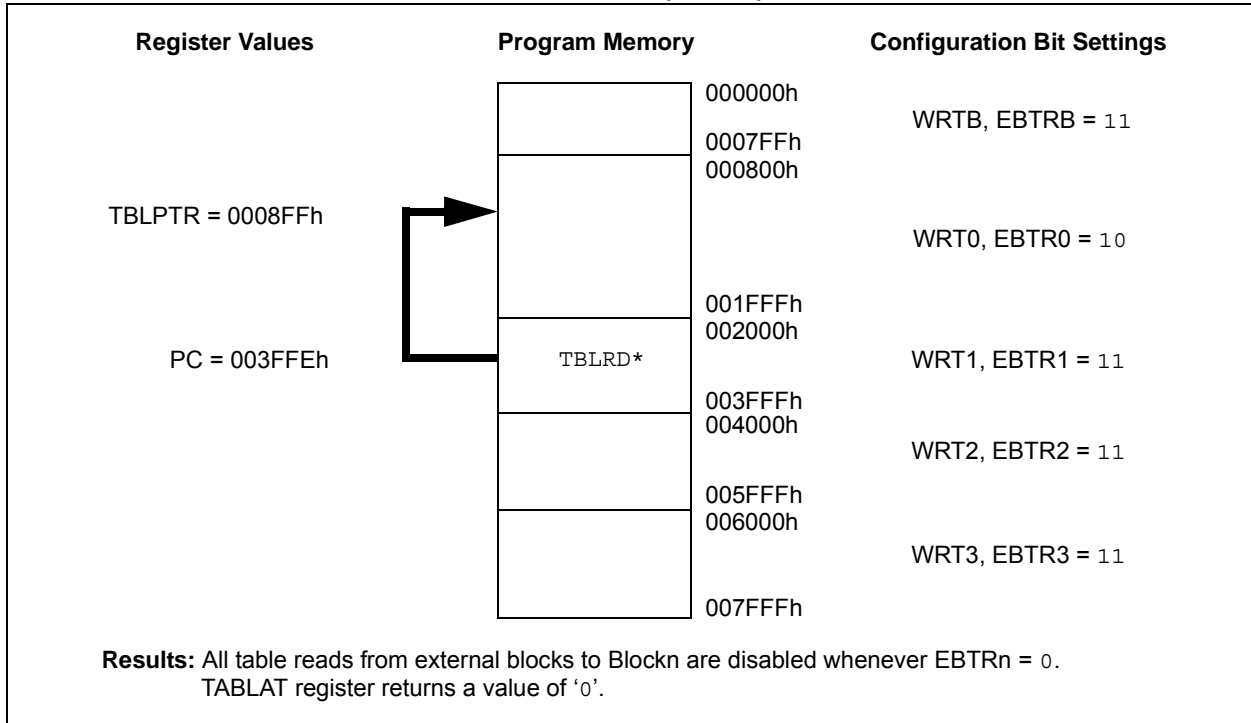 Register Values Program Memory Configuration Bit Settings
000000h
WRTB, EBTRB = 11
0007FFh
000800h
TBLPTR = 0008FFh
WRT0, EBTR0 = 10
001FFFh
002000h
PC = 003FFEh TBLRD* WRT1, EBTR1 = 11
003FFFh
004000h
WRT2, EBTR2 = 11
005FFFh
006000h
WRT3, EBTR3 = 11
007FFFh
Results: All table reads from external blocks to Blockn are disabled whenever EBTRn = 0.
TABLAT register returns a value of ‘0’.